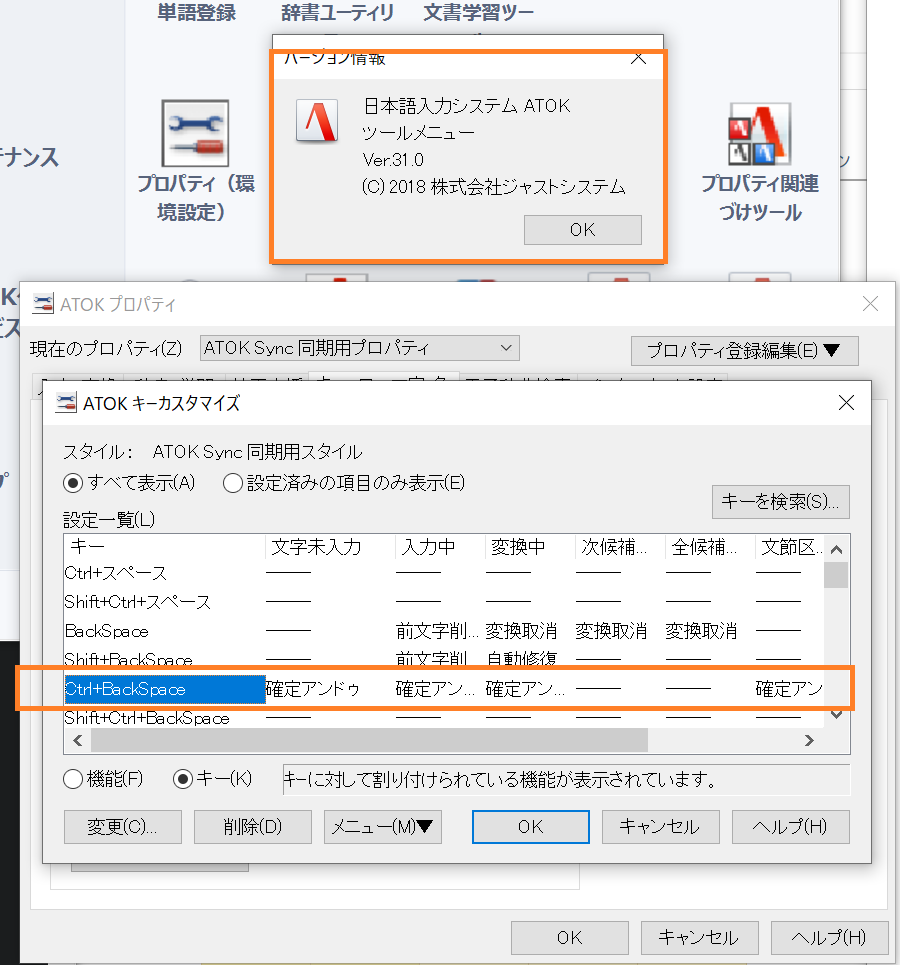 単語登録
辞書ユーティリ
文書学習ツー
バージョン情報
日本語入力システム ATOK
ツールメニュー
Ver.31.0
(C) 2018 株式会社ジャストシステム
OK
テナンス
プロパティ（環
境設定）
プロパティ関連
づけツール
ATOK プロパティ
現在のプロパティ(Z)
ATOK Sync 同期用プロパティ
プロパティ登録編集(E)▼
ATOK キーカスタマイズ
スタイル： ATOK Sync 同期用スタイル
すべて表示(A)
設定済みの項目のみ表示(E)
キーを検索(S)...
設定一覧(L)
キー 文字未入力 入力中 変換中 次候補... 全候補... 文節区...
Ctrl+スペース ―― ―― ―― ―― ―― ――
Shift+Ctrl+スペース ―― ―― ―― ―― ―― ――
BackSpace ―― 前文字削... 変換取消 変換取消 変換取消 ――
Shift+BackSpace ―― 前文字削... 自動修復 ―― ―― ――
Ctrl+BackSpace 確定アンドゥ 確定アン... 確定アン... ―― ―― 確定アン
Shift+Ctrl+BackSpace ―― ―― ―― ―― ―― ――
機能(F)
キー(K)
キーに対して割り付けられている機能が表示されています。
変更(C)...
削除(D)
メニュー(M)▼
OK
キャンセル
ヘルプ(H)
OK
キャンセル
ヘルプ(H)